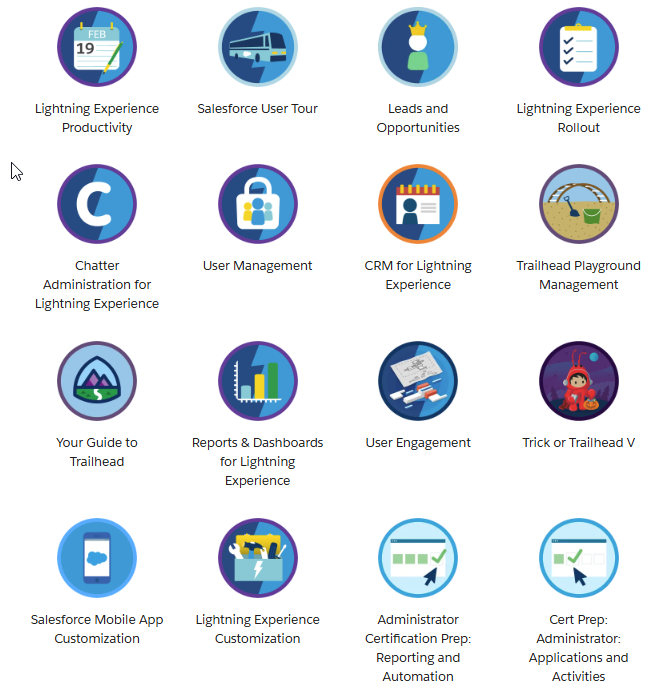 FEB
19
Lightning Experience
Productivity
Salesforce User Tour
Leads and
Opportunities
Lightning Experience
Rollout
C
Chatter
Administration for
Lightning Experience
User Management
CRM for Lightning
Experience
Trailhead Playground
Management
Your Guide to
Trailhead
Reports & Dashboards
for Lightning
Experience
User Engagement
Trick or Trailhead V
Salesforce Mobile App
Customization
Lightning Experience
Customization
Administrator
Certification Prep:
Reporting and
Automation
Cert Prep:
Administrator:
Applications and
Activities